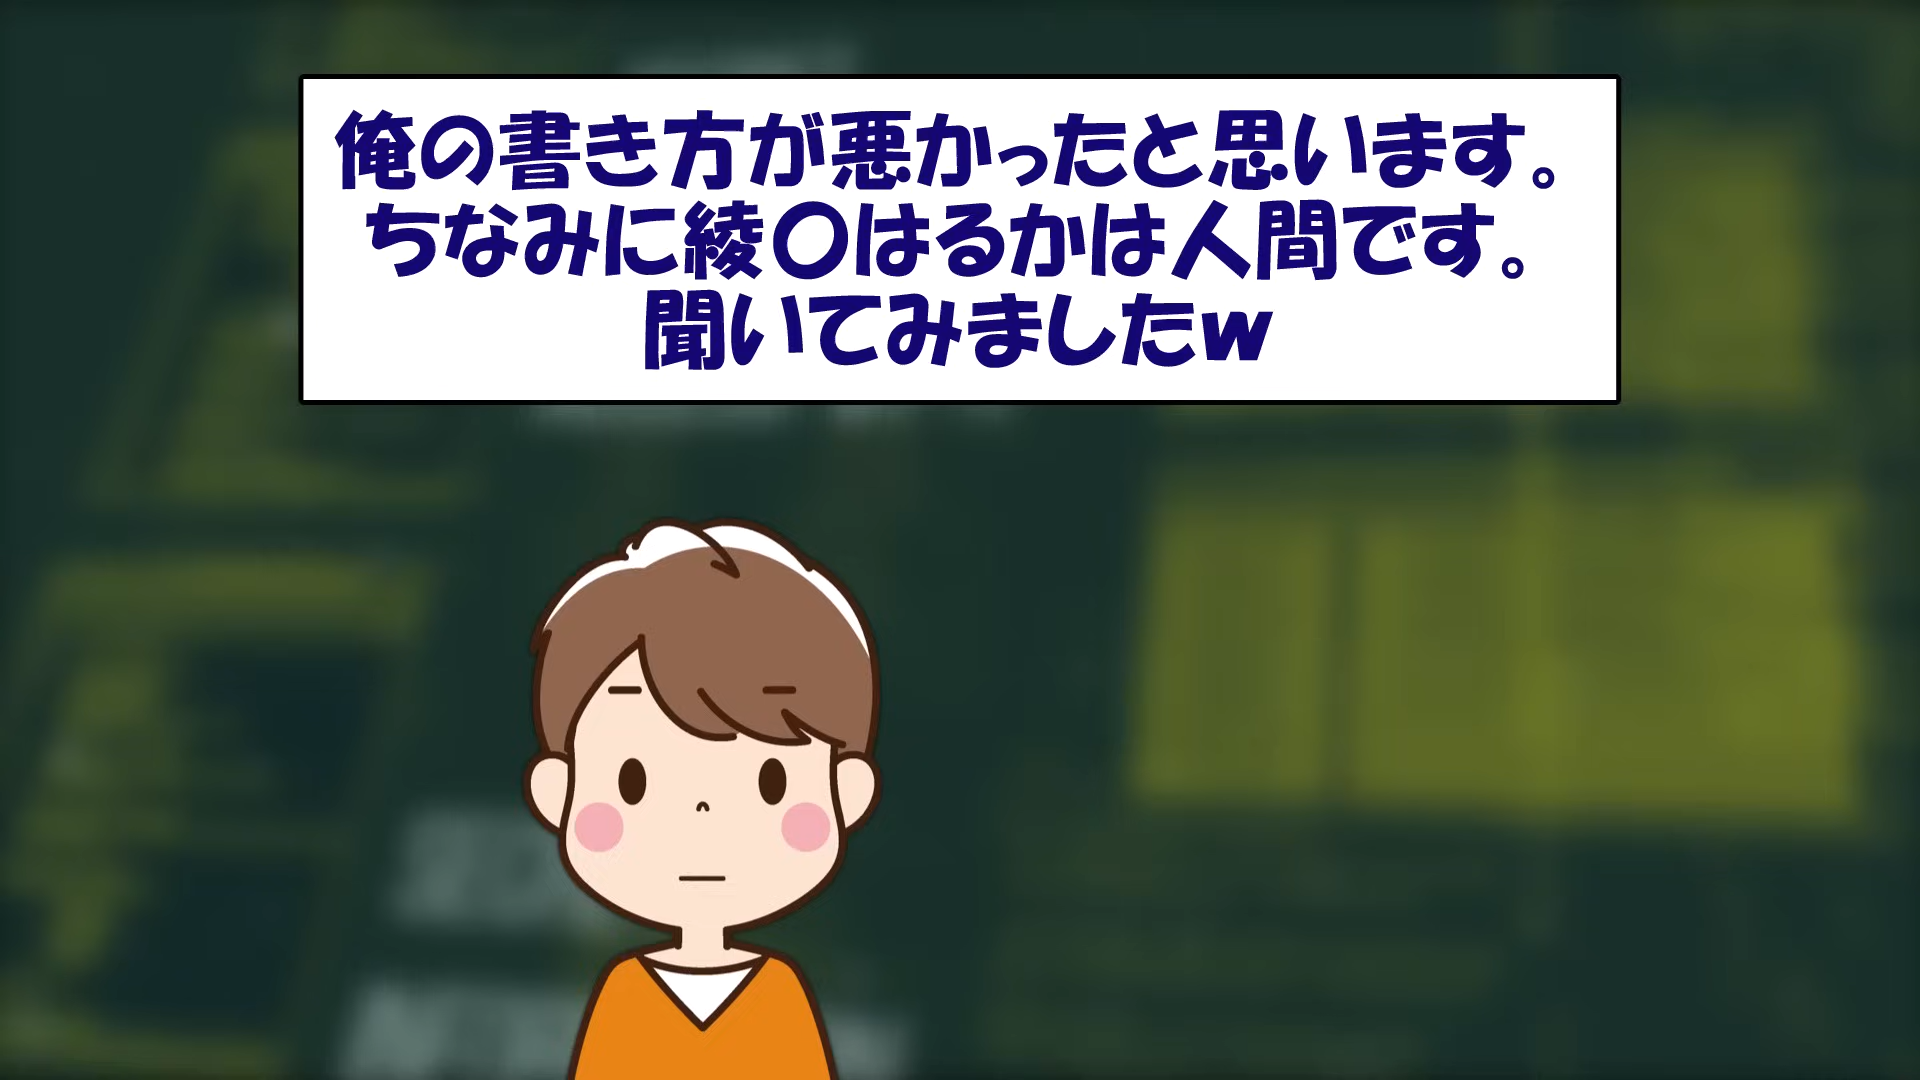 俺の書き方が悪かったと思います。
ちなみに綾〇はるかは人間です。
聞いてみましたw